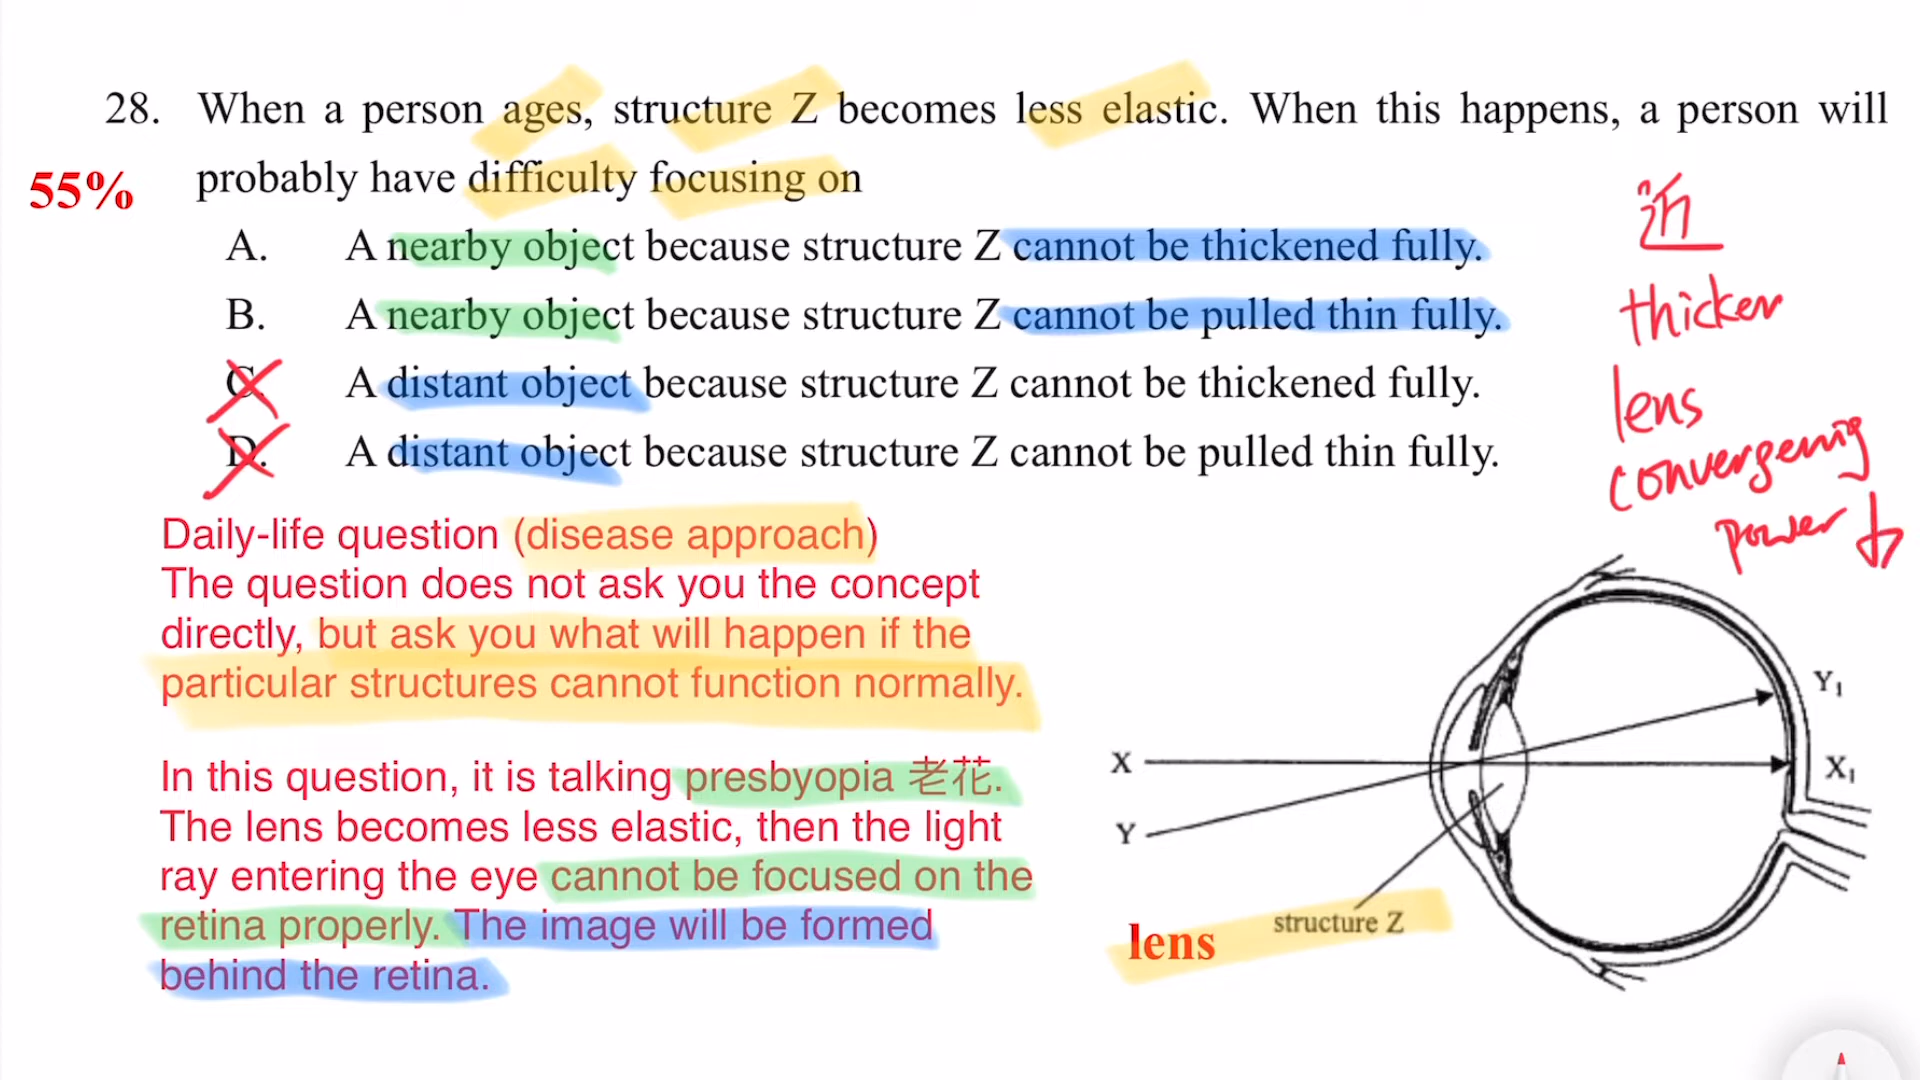 28. When a person ages, structure Z becomes less elastic. When this happens, a person will
55% probably have difficulty focusing on
A. A nearby object because structure Z cannot be thickened fully.
B. A nearby object because structure Z cannot be pulled thin fully.
C. A distant object because structure Z cannot be thickened fully.
D. A distant object because structure Z cannot be pulled thin fully.
近
thicker
lens
convergenig
power ↓
Daily-life question (disease approach)
The question does not ask you the concept
directly, but ask you what will happen if the
particular structures cannot function normally.
In this question, it is talking presbyopia 老花.
The lens becomes less elastic, then the light
ray entering the eye cannot be focused on the
retina properly. The image will be formed
behind the retina.
Y₁
X
X₁
Y
lens
structure Z